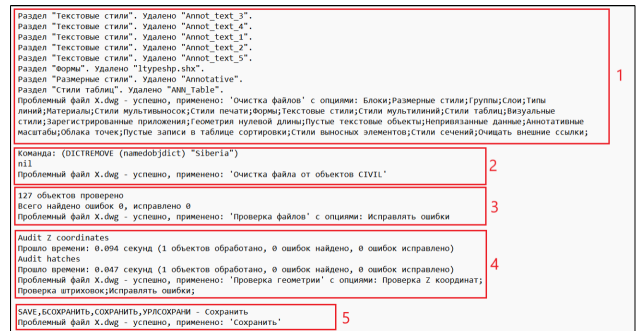 Раздел "Текстовые стили". Удалено "Annot_text_3".
Раздел "Текстовые стили". Удалено "Annot_text_4".
Раздел "Текстовые стили". Удалено "Annot_text_1".
Раздел "Текстовые стили". Удалено "Annot_text_2".
Раздел "Текстовые стили". Удалено "Annot_text_5".
Раздел "Формы". Удалено "ltypeshp.shx".
Раздел "Размерные стили". Удалено "Annotative".
Раздел "Стили таблиц". Удалено "ANN_Table".
Проблемный файл X.dwg - успешно, применено: 'Очистка файлов' с опциями: Блоки;Размерные стили;Группы;Слои;Типы
линий;Материалы;Стили мультивыносок;Стили печати;Формы;Текстовые стили;Стили мультилиний;Стили таблиц;Визуальные
стили;Зарегистрированные приложения;Геометрия нулевой длины;Пустые текстовые объекты;Непривязанные данные;Аннотативные
масштабы;Облака точек;Пустые записи в таблице сортировки;Стили выносных элементов;Стили сечений;Очищать внешние ссылки;
1
Команда: (DICTREMOVE (namedobjdict) "Siberia")
nil
Проблемный файл X.dwg - успешно, применено: 'Очистка файла от объектов CIVIL'
2
127 объектов проверено
Всего найдено ошибок 0, исправлено 0
Проблемный файл X.dwg - успешно, применено: 'Проверка файлов' с опциями: Исправлять ошибки
3
Audit Z coordinates
Прошло времени: 0.094 секунд (1 объектов обработано, 0 ошибок найдено, 0 ошибок исправлено)
Audit hatches
Прошло времени: 0.047 секунд (1 объектов обработано, 0 ошибок найдено, 0 ошибок исправлено)
Проблемный файл X.dwg - успешно, применено: 'Проверка геометрии' с опциями: Проверка Z координат;
Проверка штриховок;Исправлять ошибки;
4
SAVE,БСОХРАНИТЬ,СОХРАНИТЬ,УРЛСОХРАНИ - Сохранить
Проблемный файл X.dwg - успешно, применено: 'Сохранить'
5